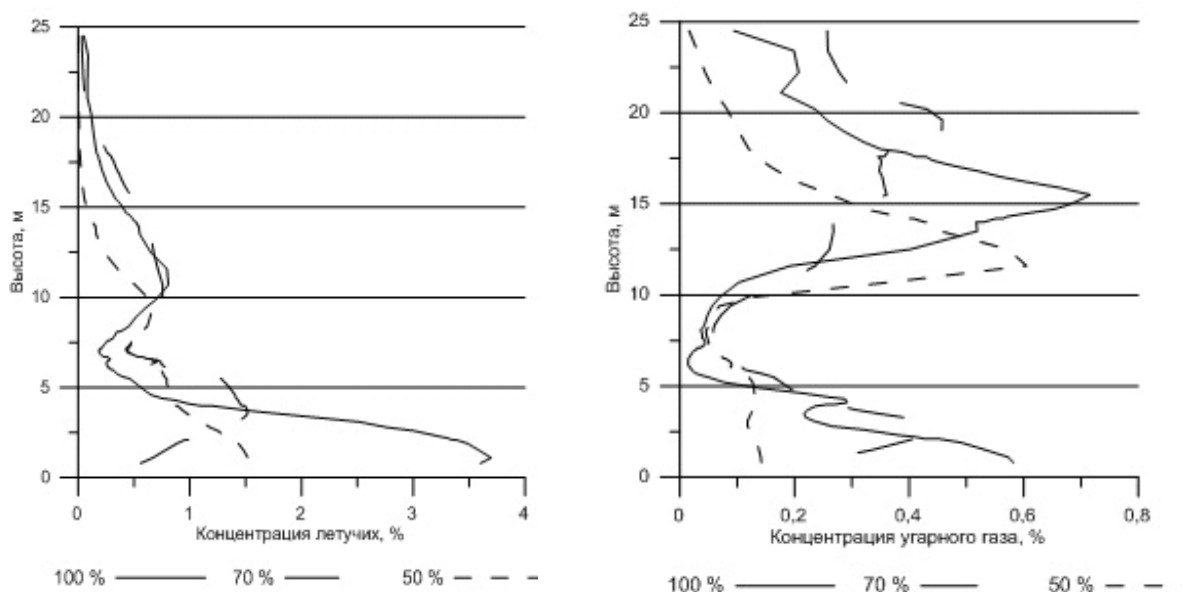 25
20
15
10
5
0
Высота, м
0 1 2 3 4
Концентрация летучих, %
100 % 70 % 50 %
25
20
15
10
5
0
Высота, м
0 0,2 0,4 0,6 0,8
Концентрация угарного газа, %
100 % 70 % 50 %